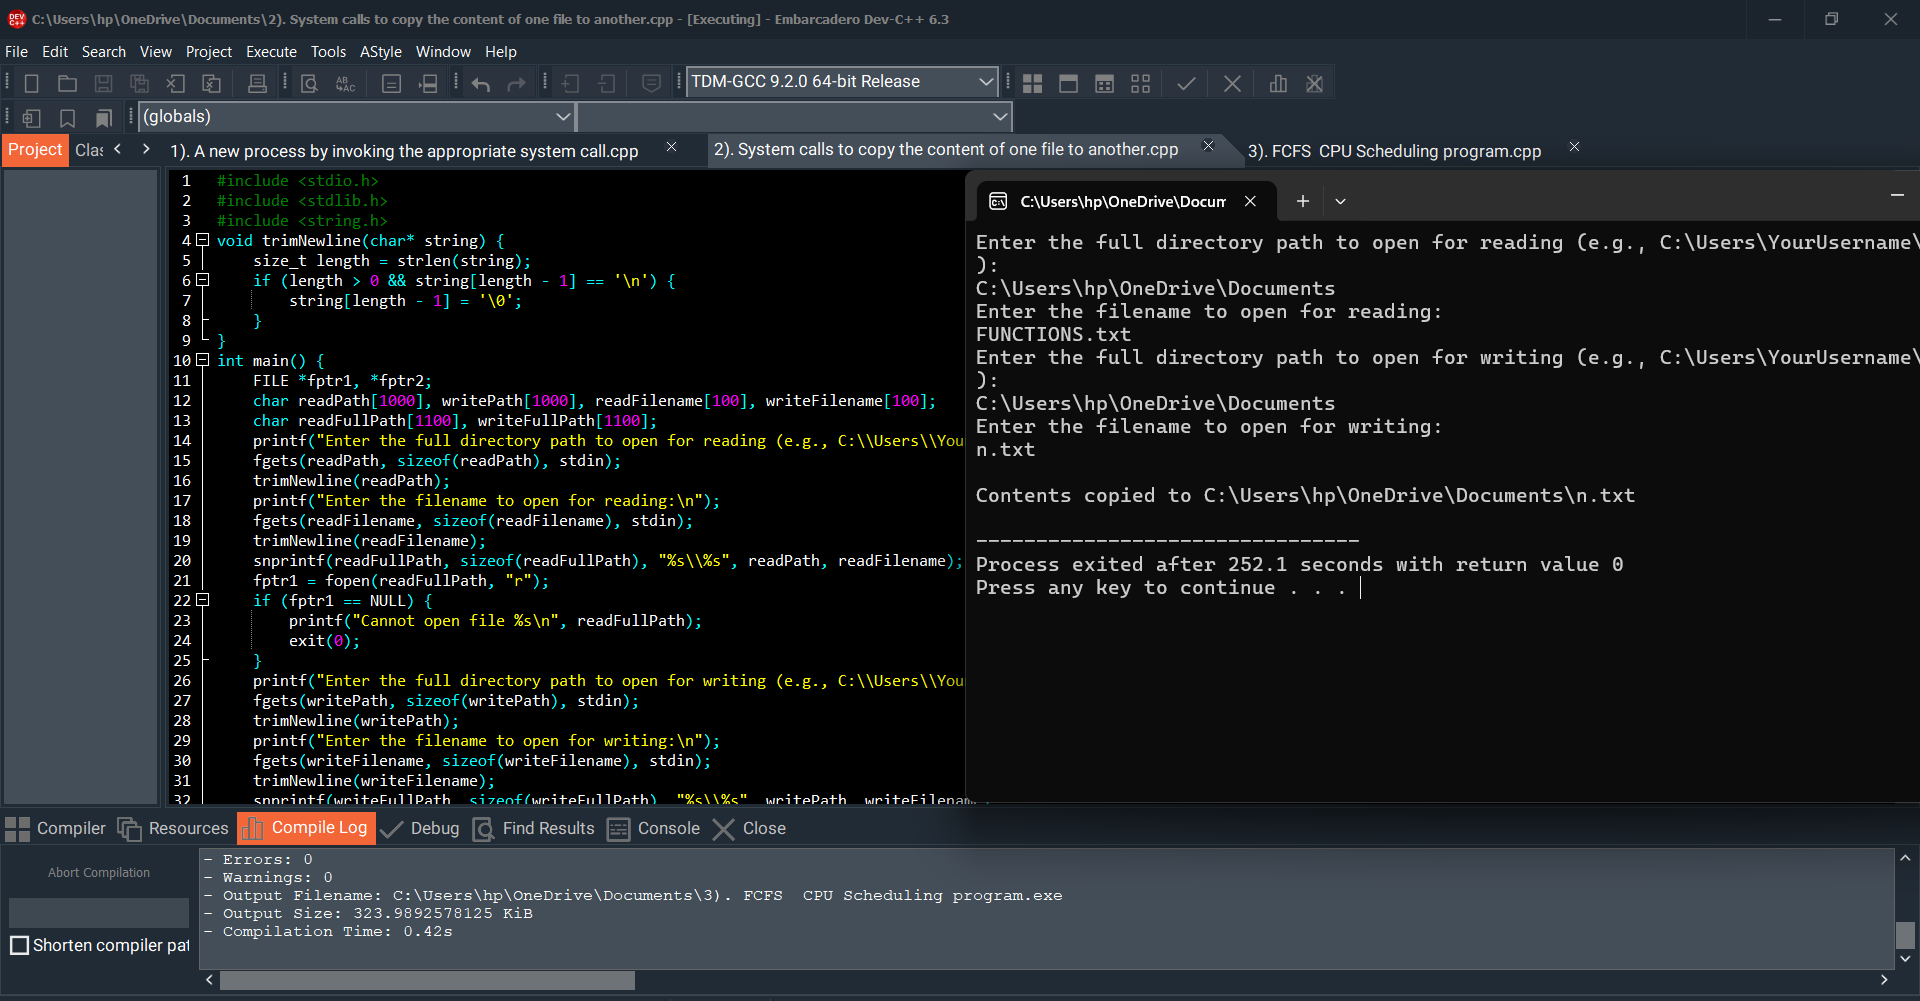 C:\Users\hp\OneDrive\Documents\2). System calls to copy the content of one file to another.cpp - [Executing] - Embarcadero Dev-C++ 6.3
File Edit Search View Project Execute Tools AStyle Window Help
TDM-GCC 9.2.0 64-bit Release
(globals)
Project Clas 1). A new process by invoking the appropriate system call.cpp 2). System calls to copy the content of one file to another.cpp 3). FCFS  CPU Scheduling program.cpp
1 #include <stdio.h>
2 #include <stdlib.h>
3 #include <string.h>
4 void trimNewline(char* string) {
5 size_t length = strlen(string);
6 if (length > 0 && string[length - 1] == '\n') {
7 string[length - 1] = '\0';
8 }
9 }
10 int main() {
11 FILE *fptr1, *fptr2;
12 char readPath[1000], writePath[1000], readFilename[100], writeFilename[100];
13 char readFullPath[1100], writeFullPath[1100];
14 printf("Enter the full directory path to open for reading (e.g., C:\\Users\\You
15 fgets(readPath, sizeof(readPath), stdin);
16 trimNewline(readPath);
17 printf("Enter the filename to open for reading:\n");
18 fgets(readFilename, sizeof(readFilename), stdin);
19 trimNewline(readFilename);
20 snprintf(readFullPath, sizeof(readFullPath), "%s\\%s", readPath, readFilename);
21 fptr1 = fopen(readFullPath, "r");
22 if (fptr1 == NULL) {
23 printf("Cannot open file %s\n", readFullPath);
24 exit(0);
25 }
26 printf("Enter the full directory path to open for writing (e.g., C:\\Users\\You
27 fgets(writePath, sizeof(writePath), stdin);
28 trimNewline(writePath);
29 printf("Enter the filename to open for writing:\n");
30 fgets(writeFilename, sizeof(writeFilename), stdin);
31 trimNewline(writeFilename);
32 snprintf(writeFullPath, sizeof(writeFullPath), "%s\\%s", writePath, writeFilenam
C:\Users\hp\OneDrive\Docum
Enter the full directory path to open for reading (e.g., C:\Users\YourUsername\
):
C:\Users\hp\OneDrive\Documents
Enter the filename to open for reading:
FUNCTIONS.txt
Enter the full directory path to open for writing (e.g., C:\Users\YourUsername\
):
C:\Users\hp\OneDrive\Documents
Enter the filename to open for writing:
n.txt
Contents copied to C:\Users\hp\OneDrive\Documents\n.txt
--------------------------------
Process exited after 252.1 seconds with return value 0
Press any key to continue . . .
Compiler Resources Compile Log Debug Find Results Console Close
Abort Compilation
Shorten compiler pat
- Errors: 0
- Warnings: 0
- Output Filename: C:\Users\hp\OneDrive\Documents\3). FCFS  CPU Scheduling program.exe
- Output Size: 323.9892578125 KiB
- Compilation Time: 0.42s